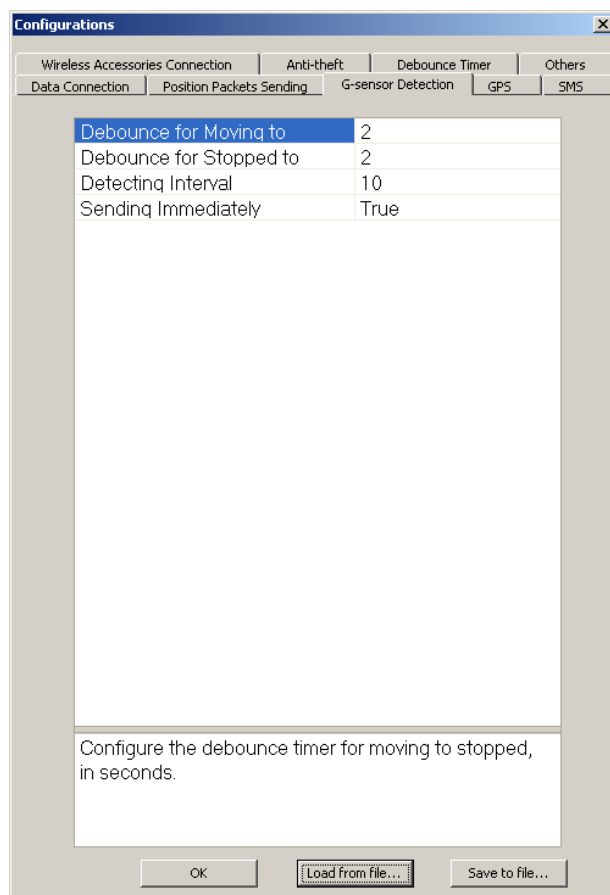 Configurations
Wireless Accessories Connection Anti-theft Debounce Timer Others
Data Connection Position Packets Sending G-sensor Detection GPS SMS
Debounce for Moving to 2
Debounce for Stopped to 2
Detecting Interval 10
Sending Immediately True
Configure the debounce timer for moving to stopped,
in seconds.
OK Load from file... Save to file...